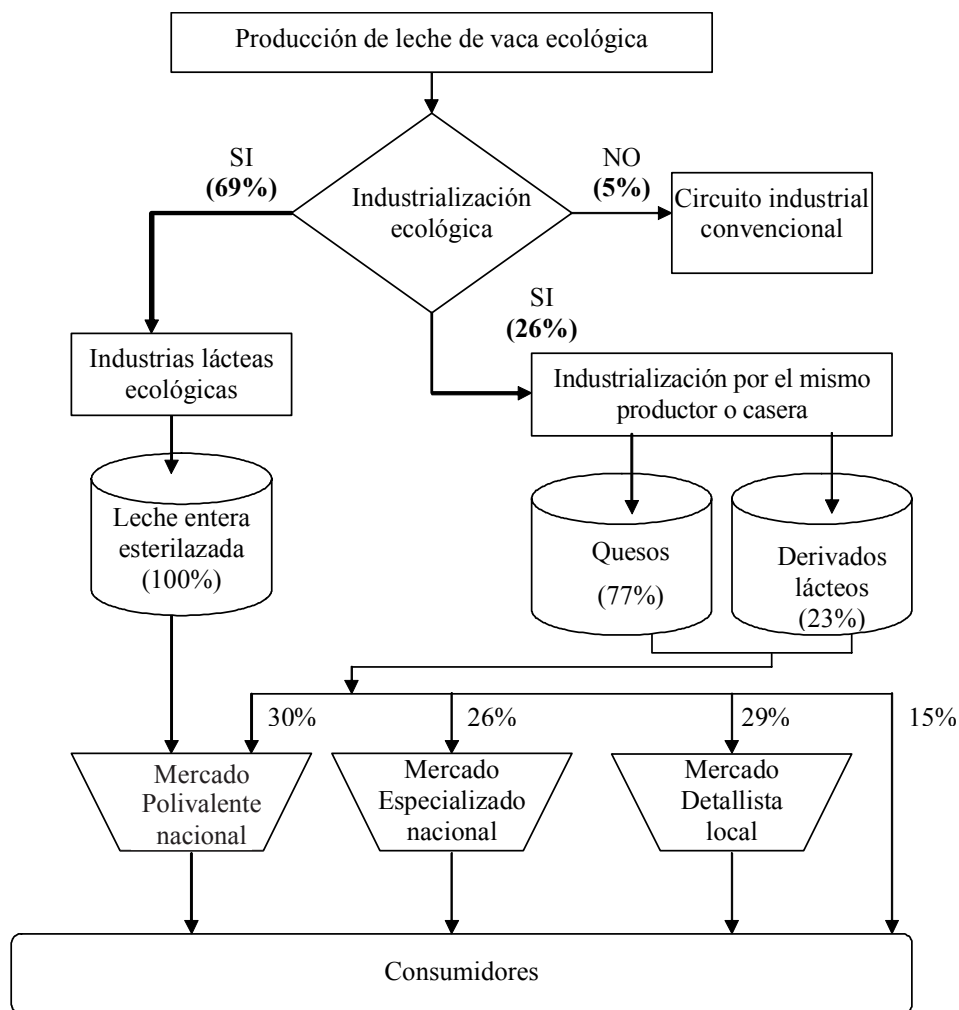 Producción de leche de vaca ecológica
SI
(69%)
NO
(5%)
Industrialización
ecológica
Circuito industrial
convencional
SI
(26%)
Industrias lácteas
ecológicas
Industrialización por el mismo
productor o casera
Leche entera
esterilazada
(100%)
Quesos
(77%)
Derivados
lácteos
(23%)
30%
26%
29%
15%
Mercado
Polivalente
nacional
Mercado
Especializado
nacional
Mercado
Detallista
local
Consumidores